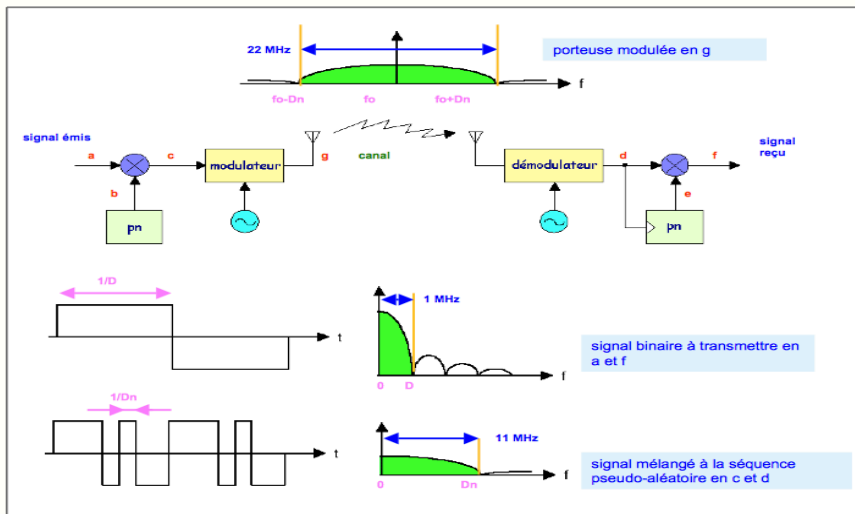 22 MHz
porteuse modulée en g
f
fo-Dn
fo
fo+Dn
signal émis
signal
reçu
a
c
modulateur
g
canal
démodulateur
d
f
b
e
pn
pn
1/D
1 MHz
t
signal binaire à transmettre en
a et f
0
D
f
1/Dn
11 MHz
t
signal mélangé à la séquence
pseudo-aléatoire en c et d
0
Dn
f